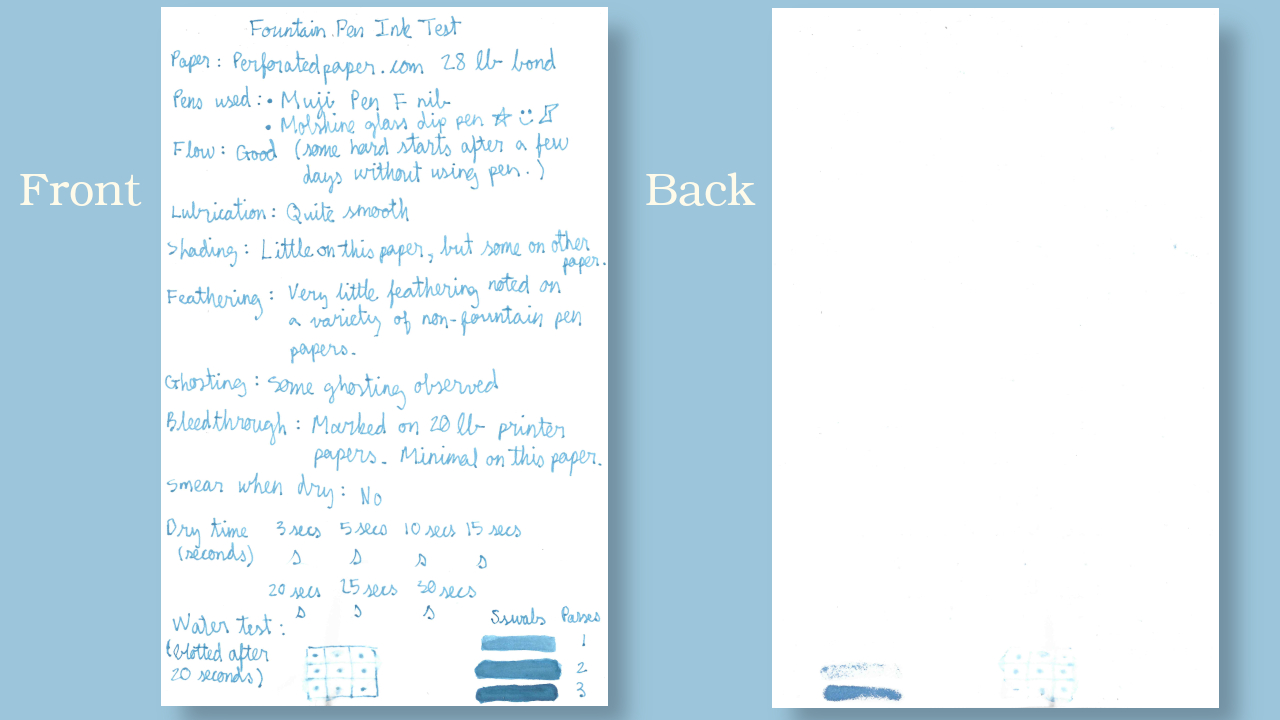 Front
Fountain Pen Ink Test
Paper: Perforatedpaper.com 28 lb bond
Pens used: • Muji Pen F nib
• Molshine glass dip pen ☆ ☺
Flow: Good (some hard starts after a few
days without using pen.)
Lubrication: Quite smooth
Shading: Little on this paper, but some on other
paper.
Feathering: Very little feathering noted on
a variety of non-fountain pen
papers.
Ghosting: Some ghosting observed
Bleedthrough: Marked on 20 lb printer
papers. Minimal on this paper.
Smear when dry: No
Dry time 3 secs 5 secs 10 secs 15 secs
(seconds)
20 secs 25 secs 30 secs
Water test:
(blotted after
20 seconds)
Sswabs Passes
1
2
3
Back